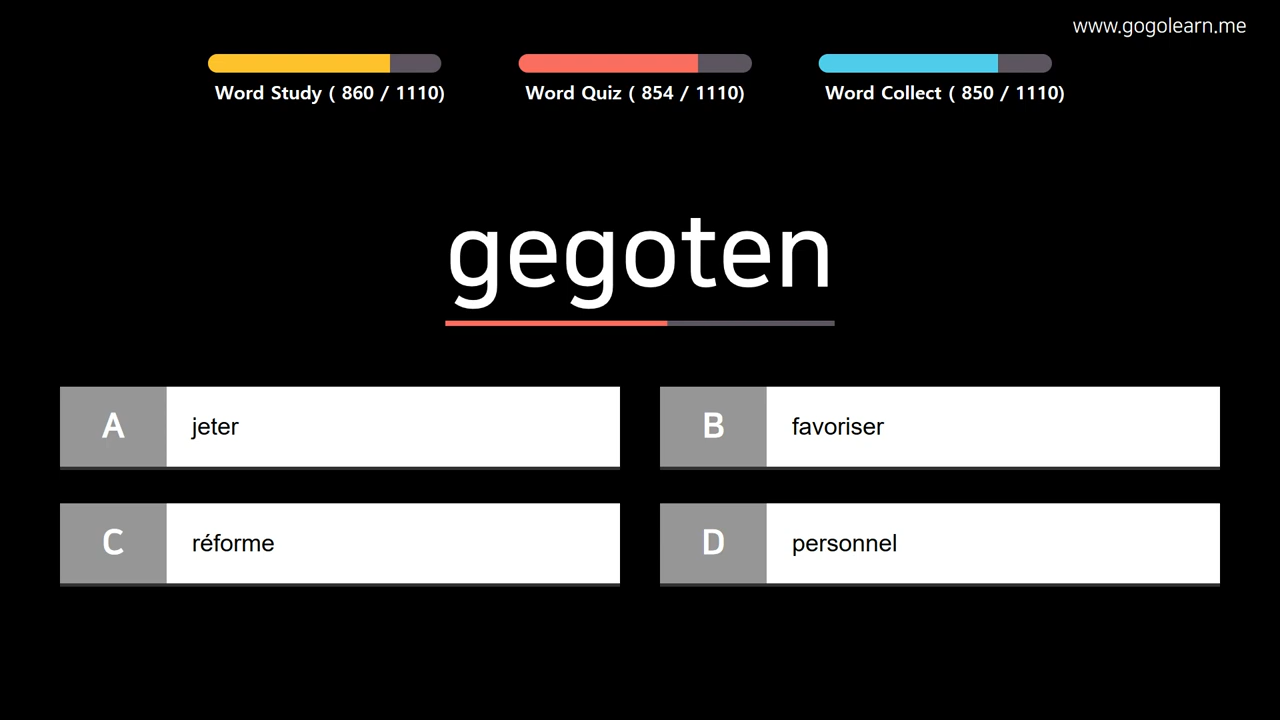 www.gogolearn.me
Word Study ( 860 / 1110)
Word Quiz ( 854 / 1110)
Word Collect ( 850 / 1110)
gegoten
A
jeter
B
favoriser
C
réforme
D
personnel